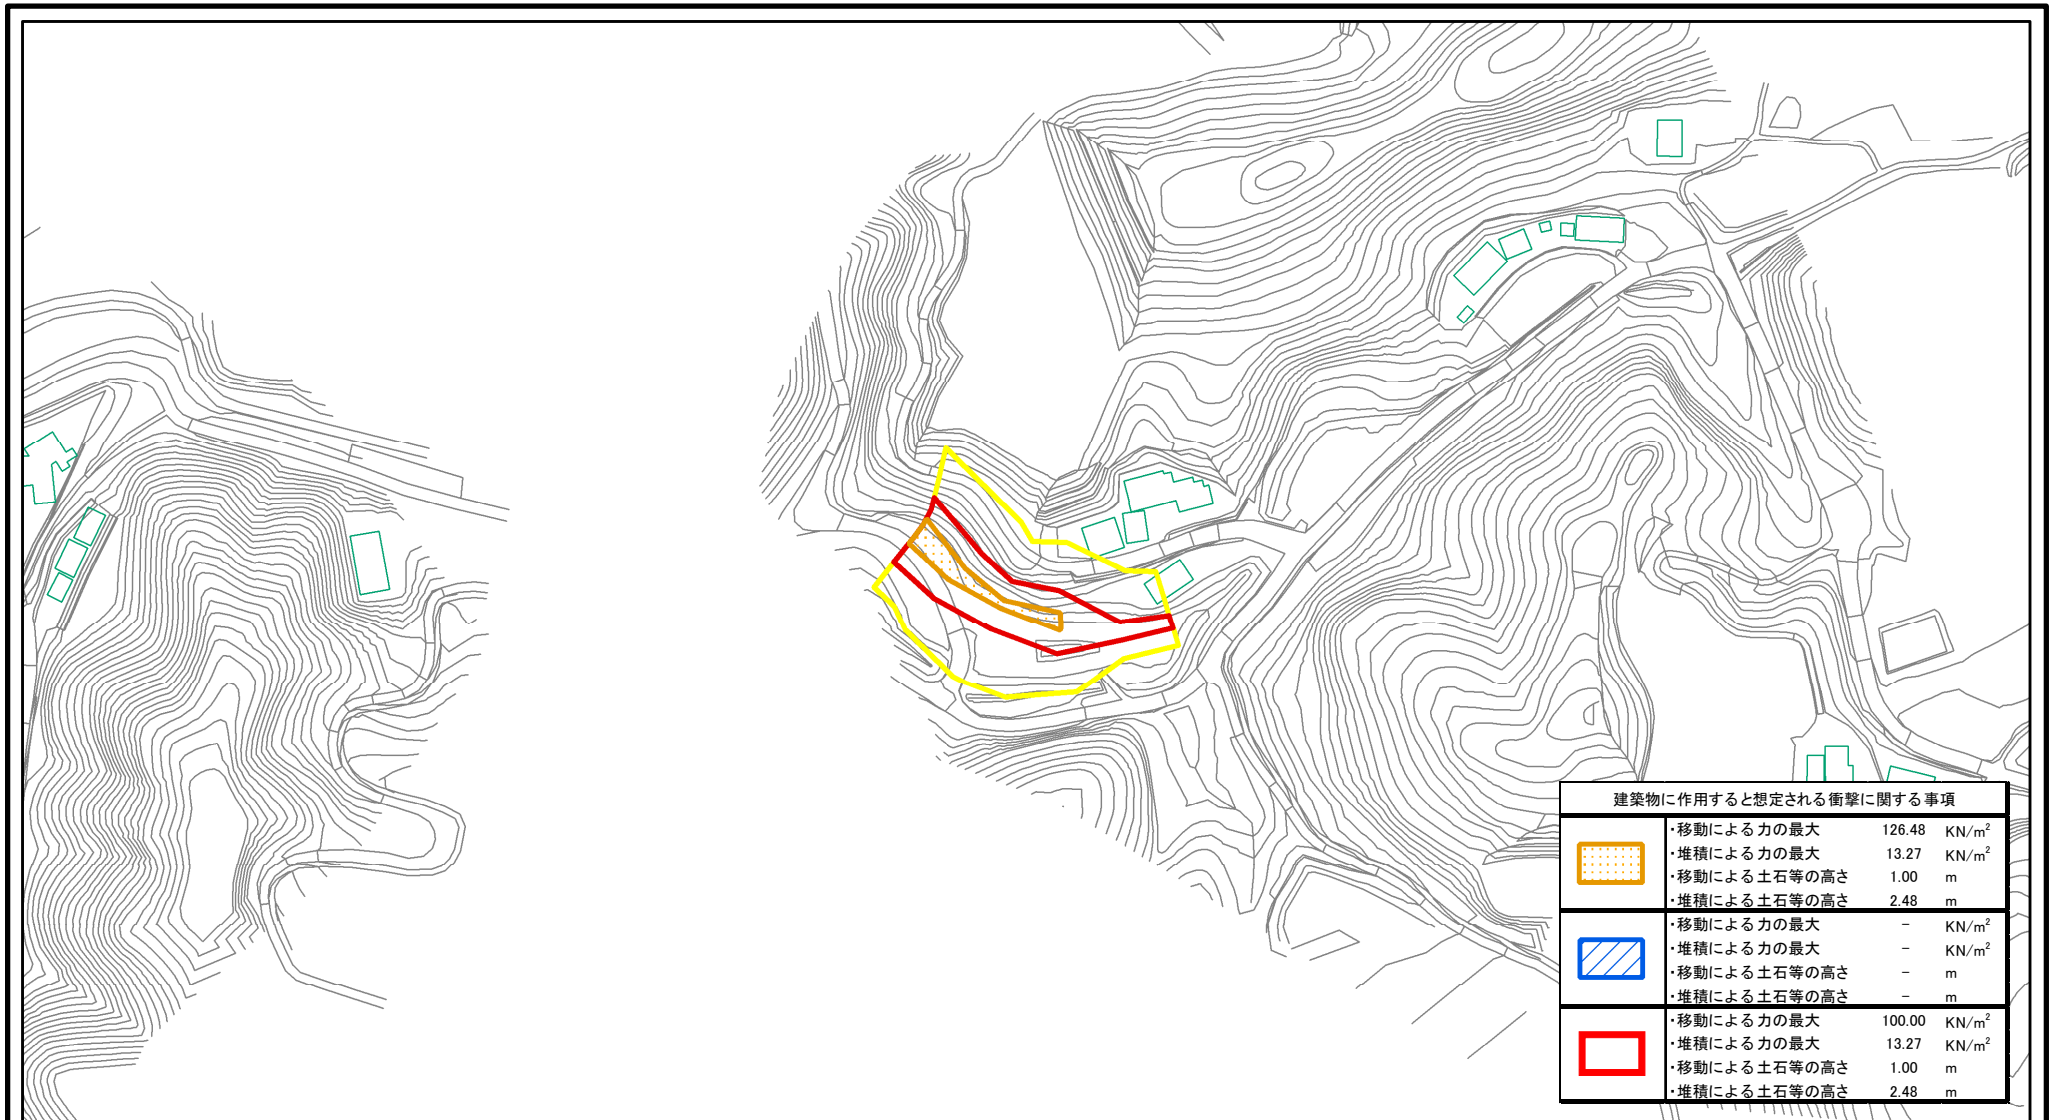 建築物に作用すると想定される衝撃に関する事項
・移動による力の最大 126.48 KN/m²
・堆積による力の最大 13.27 KN/m²
・移動による土石等の高さ 1.00 m
・堆積による土石等の高さ 2.48 m
・移動による力の最大 － KN/m²
・堆積による力の最大 － KN/m²
・移動による土石等の高さ － m
・堆積による土石等の高さ － m
・移動による力の最大 100.00 KN/m²
・堆積による力の最大 13.27 KN/m²
・移動による土石等の高さ 1.00 m
・堆積による土石等の高さ 2.48 m